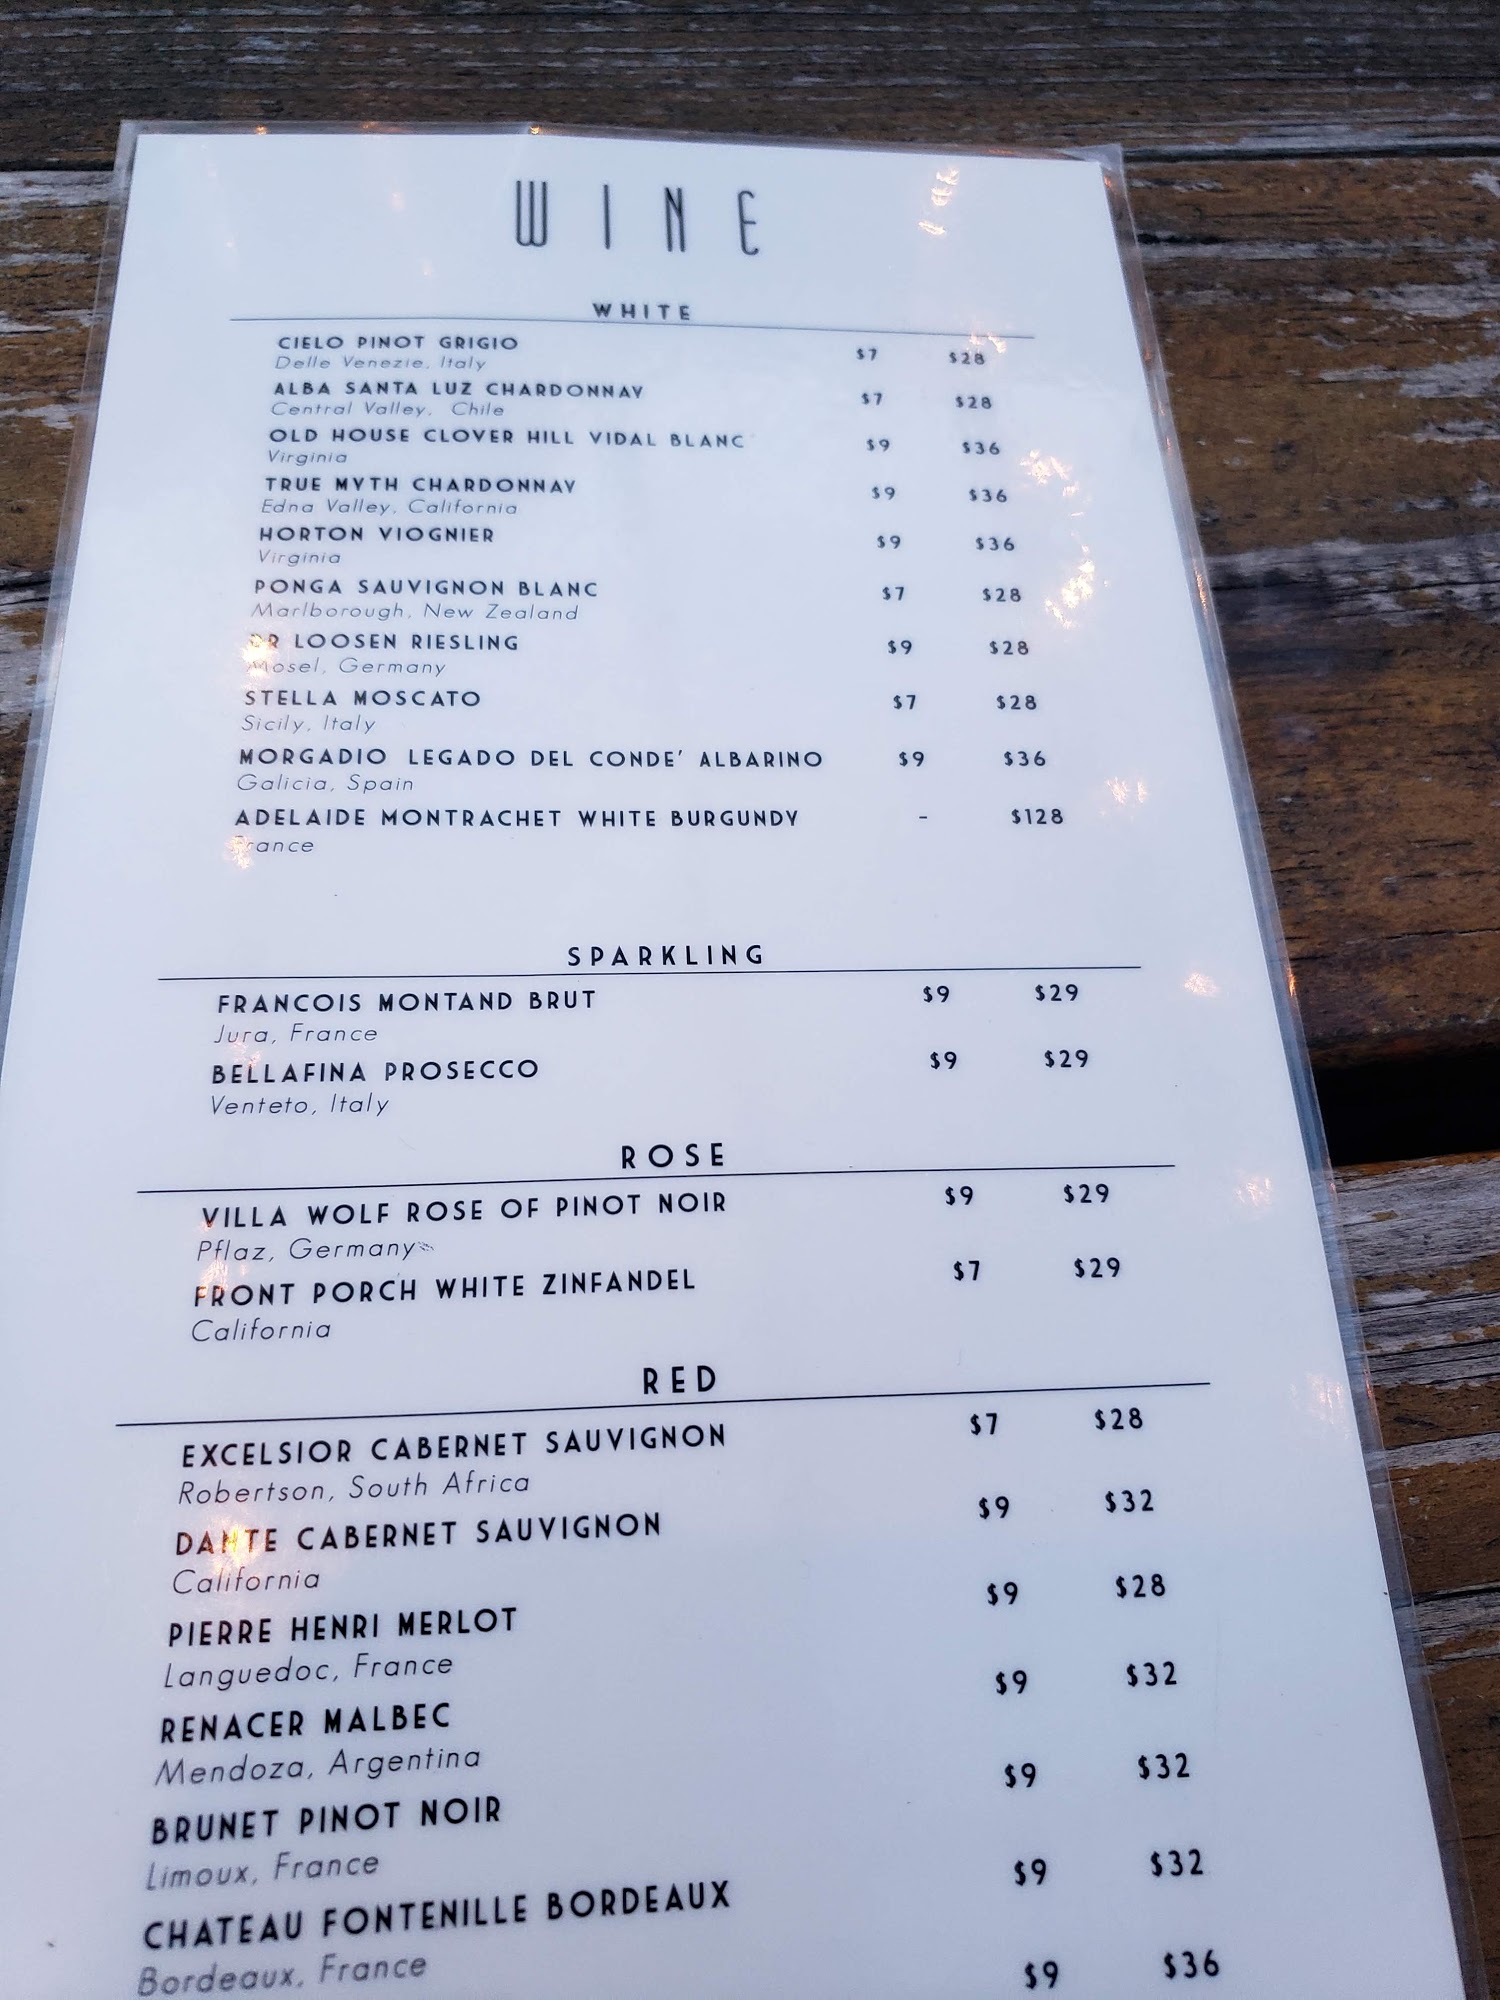 WINE
WHITE
CIELO PINOT GRIGIO $7 $28
Delle Venezie, Italy
ALBA SANTA LUZ CHARDONNAY $7 $28
Central Valley, Chile
OLD HOUSE CLOVER HILL VIDAL BLANC $9 $36
Virginia
TRUE MYTH CHARDONNAY $9 $36
Edna Valley, California
HORTON VIOGNIER $9 $36
Virginia
PONGA SAUVIGNON BLANC $7 $28
Marlborough, New Zealand
DR LOOSEN RIESLING $9 $28
Mosel, Germany
STELLA MOSCATO $7 $28
Sicily, Italy
MORGADIO LEGADO DEL CONDE' ALBARINO $9 $36
Galicia, Spain
ADELAIDE MONTRACHET WHITE BURGUNDY - $128
France
SPARKLING
FRANCOIS MONTAND BRUT $9 $29
Jura, France
BELLAFINA PROSECCO $9 $29
Venteto, Italy
ROSE
VILLA WOLF ROSE OF PINOT NOIR $9 $29
Pflaz, Germany
FRONT PORCH WHITE ZINFANDEL $7 $29
California
RED
EXCELSIOR CABERNET SAUVIGNON $7 $28
Robertson, South Africa
DANTE CABERNET SAUVIGNON $9 $32
California
PIERRE HENRI MERLOT $9 $28
Languedoc, France
RENACER MALBEC $9 $32
Mendoza, Argentina
BRUNET PINOT NOIR $9 $32
Limoux, France
CHATEAU FONTENILLE BORDEAUX $9 $32
Bordeaux, France
$9 $36